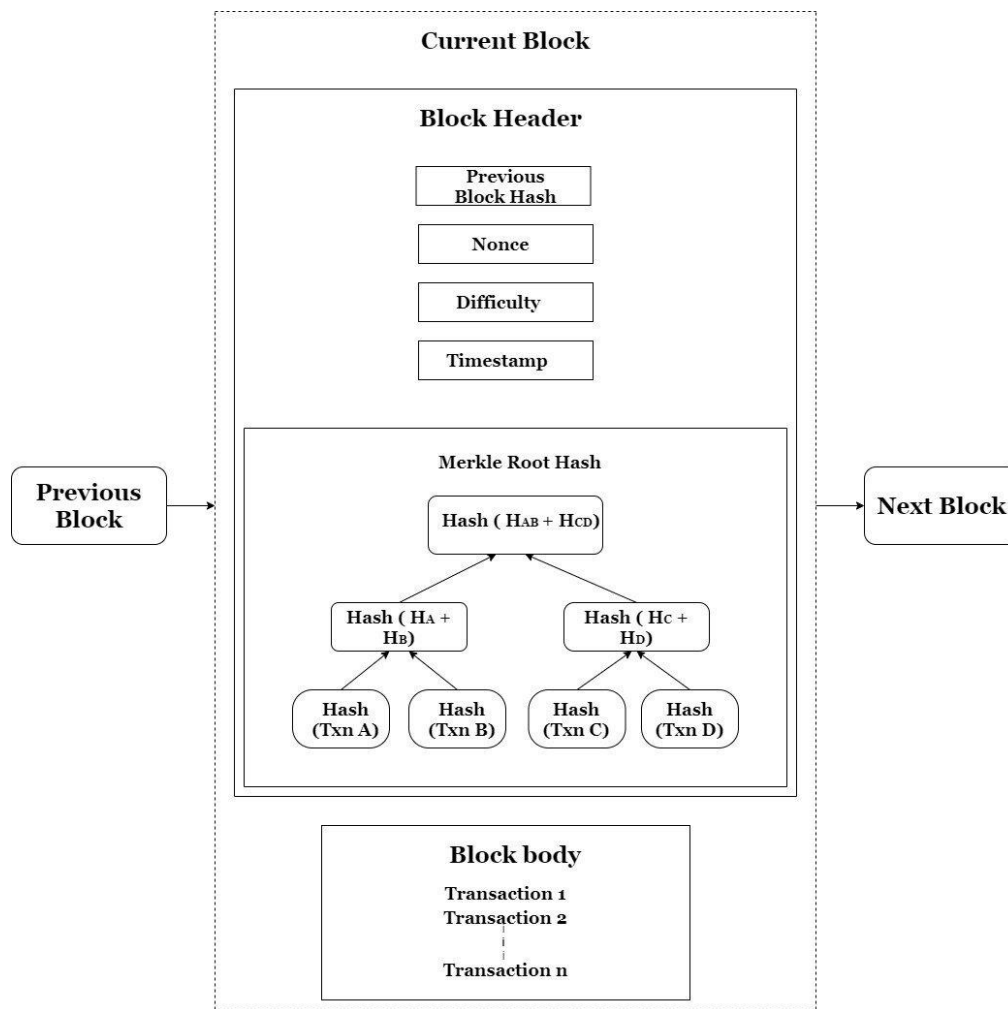 Current Block
Block Header
Previous
Block Hash
Nonce
Difficulty
Timestamp
Merkle Root Hash
Hash ( HAB + HCD)
Hash ( HA +
HB)
Hash ( HC +
HD)
Hash
(Txn A)
Hash
(Txn B)
Hash
(Txn C)
Hash
(Txn D)
Previous
Block
Next Block
Block body
Transaction 1
Transaction 2
Transaction n